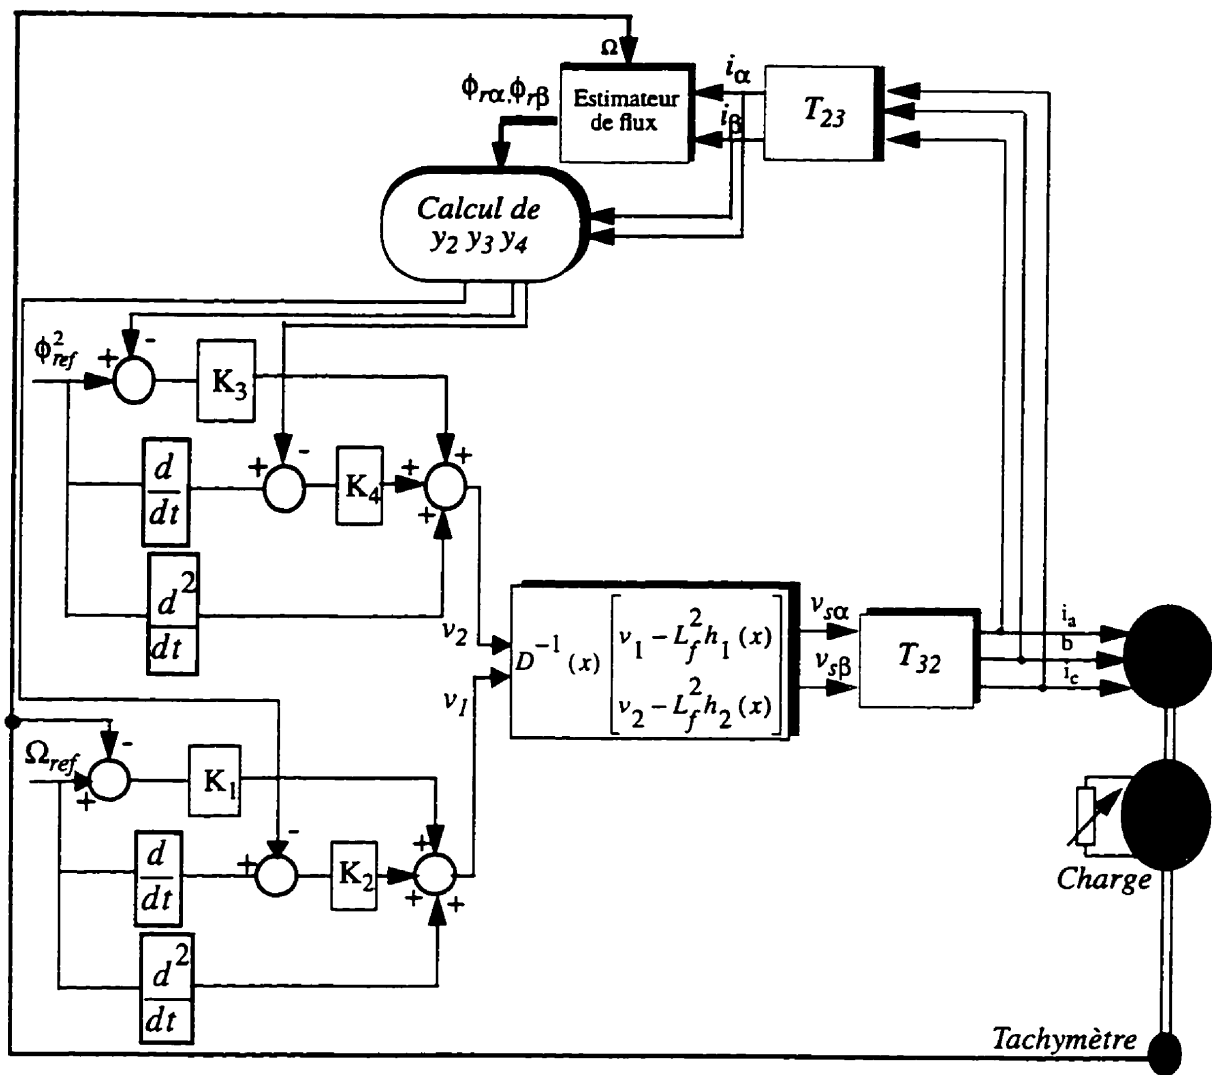 Ω
ϕrα,ϕrβ
Estimateur
de flux
iα
iβ
T23
Calcul de
y2 y3 y4
ϕ²ref
+
-
K3
d
dt
+
-
K4
+
+
+
d²
dt
v2
v1
D⁻¹(x)
v1 – L²f h1 (x)
v2 – L²f h2 (x)
vsα
vsβ
T32
ia
b
ic
Ωref
-
+
K1
d
dt
+
-
K2
+
+
+
d²
dt
Charge
Tachymètre